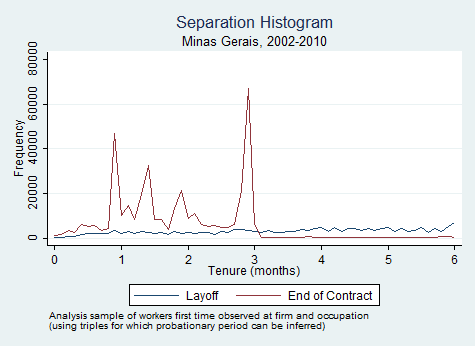 Separation Histogram
Minas Gerais, 2002-2010
Frequency
80000
60000
40000
20000
0
0 1 2 3 4 5 6
Tenure (months)
Layoff End of Contract
Analysis sample of workers first time observed at firm and occupation
(using triples for which probationary period can be inferred)